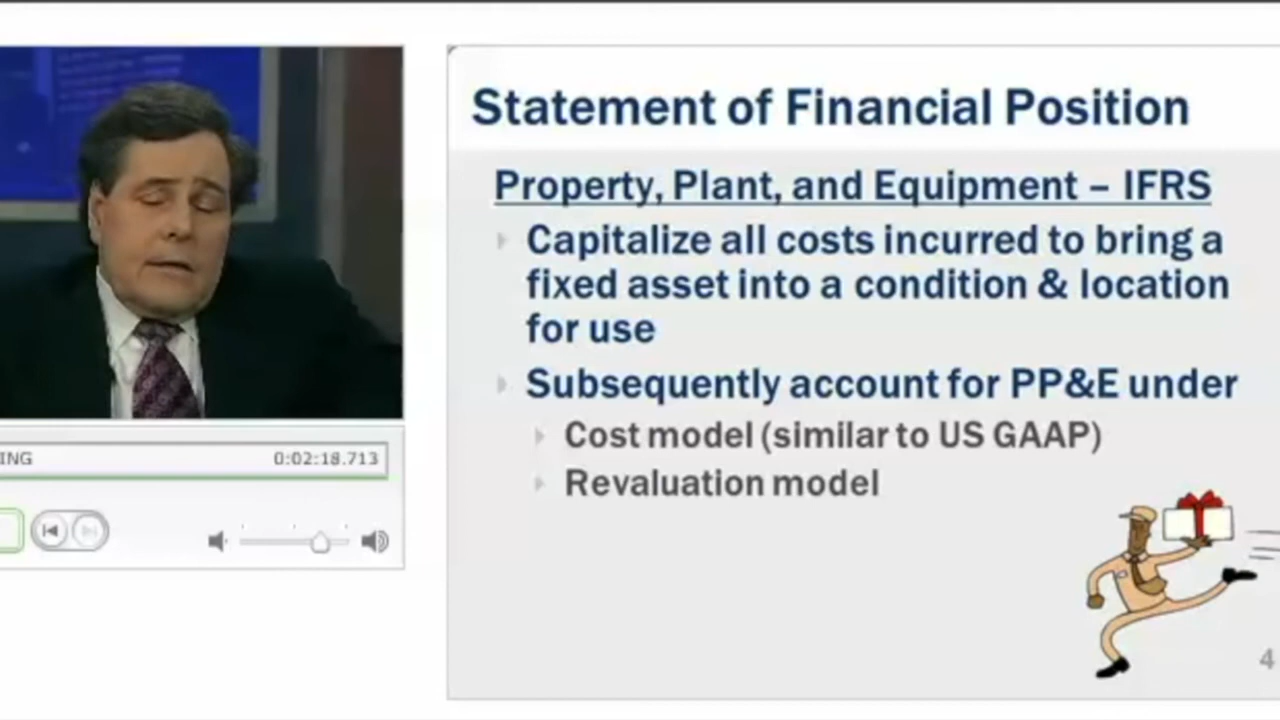 Statement of Financial Position
Property, Plant, and Equipment – IFRS
Capitalize all costs incurred to bring a
fixed asset into a condition & location
for use
Subsequently account for PP&E under
Cost model (similar to US GAAP)
Revaluation model
ING
0:02:18.713
4